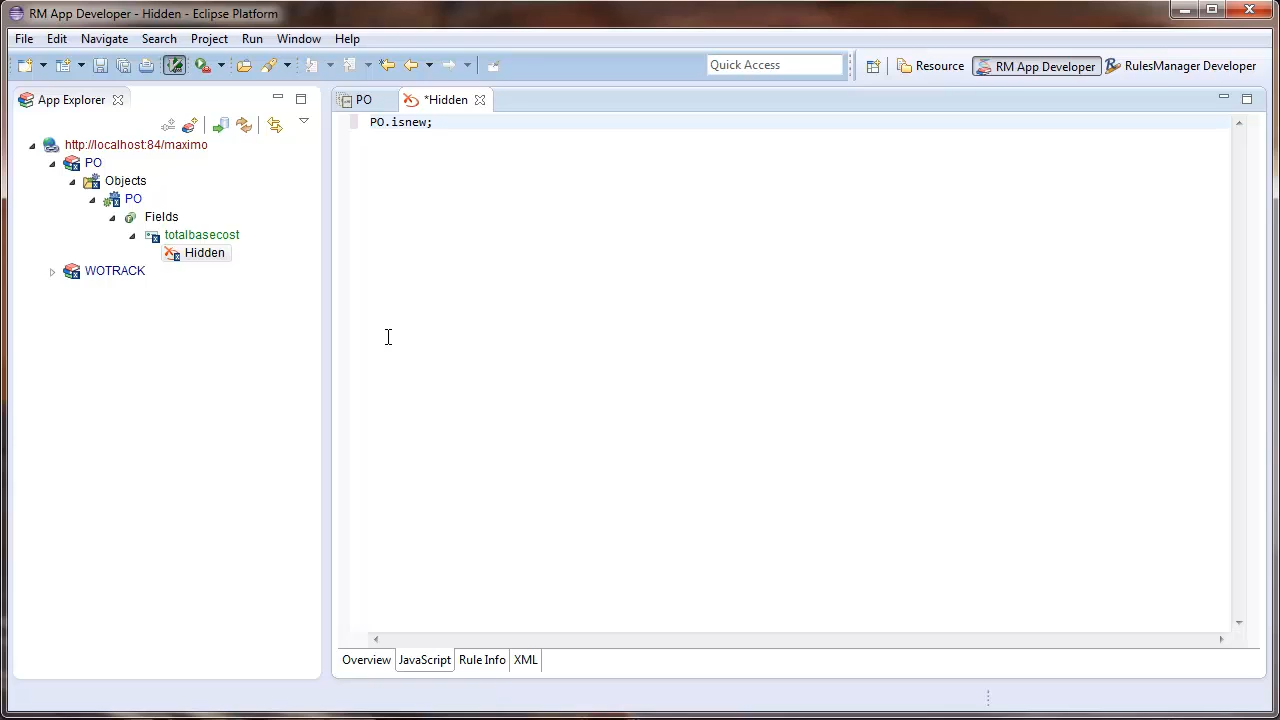 RM App Developer - Hidden - Eclipse Platform
File Edit Navigate Search Project Run Window Help
Quick Access
Resource RM App Developer RulesManager Developer
App Explorer
PO *Hidden
PO.isnew;
http://localhost:84/maximo
PO
Objects
PO
Fields
totalbasecost
Hidden
WOTRACK
Overview JavaScript Rule Info XML